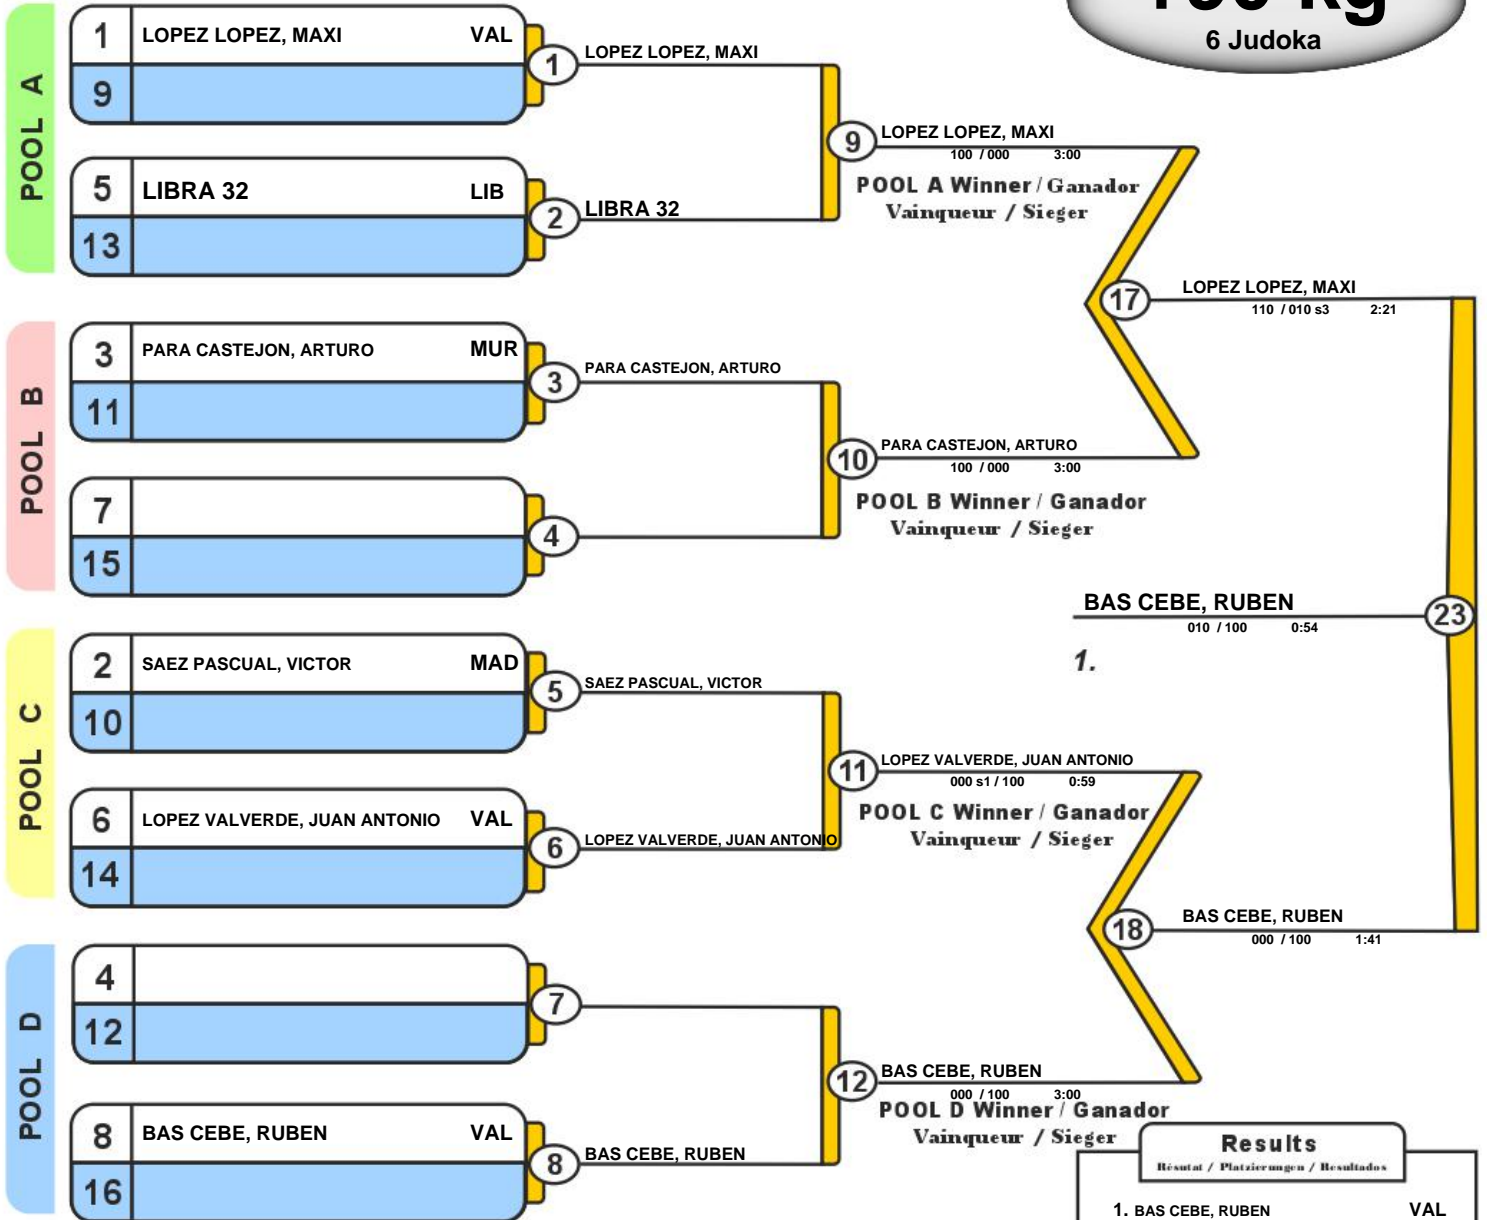 6 Judoka
POOL A
1 LOPEZ LOPEZ, MAXI VAL
9
1 LOPEZ LOPEZ, MAXI
5 LIBRA 32 LIB
13
2 LIBRA 32
9 LOPEZ LOPEZ, MAXI
100 / 000 3:00
POOL A Winner / Ganador
Vainqueur / Sieger
POOL B
3 PARA CASTEJON, ARTURO MUR
11
3 PARA CASTEJON, ARTURO
7
15
4
10 PARA CASTEJON, ARTURO
100 / 000 3:00
POOL B Winner / Ganador
Vainqueur / Sieger
17 LOPEZ LOPEZ, MAXI
110 / 010 s3 2:21
BAS CEBE, RUBEN 23
010 / 100 0:54
1.
POOL C
2 SAEZ PASCUAL, VICTOR MAD
10
5 SAEZ PASCUAL, VICTOR
6 LOPEZ VALVERDE, JUAN ANTONIO VAL
14
6 LOPEZ VALVERDE, JUAN ANTONIO
11 LOPEZ VALVERDE, JUAN ANTONIO
000 s1 / 100 0:59
POOL C Winner / Ganador
Vainqueur / Sieger
18 BAS CEBE, RUBEN
000 / 100 1:41
POOL D
4
12
7
8 BAS CEBE, RUBEN VAL
16
8 BAS CEBE, RUBEN
12 BAS CEBE, RUBEN
000 / 100 3:00
POOL D Winner / Ganador
Vainqueur / Sieger
Results
Résutat / Platzierungen / Resultados
1. BAS CEBE, RUBEN VAL